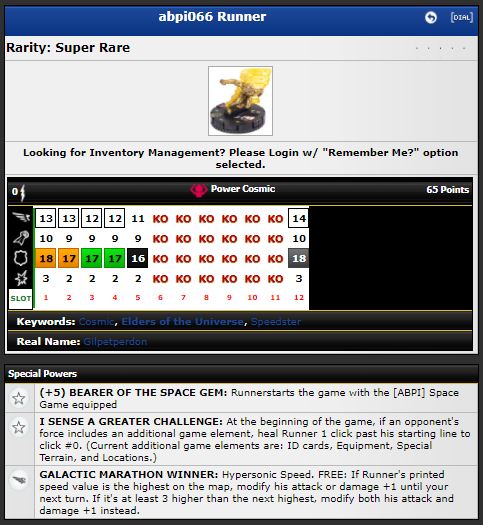 abpi066 Runner
[DIAL]
Rarity: Super Rare
. . . . .
Looking for Inventory Management? Please Login w/ "Remember Me?" option
selected.
0 Power Cosmic 65 Points
13 13 12 12 11 KO KO KO KO KO KO 14
10 9 9 9 9 KO KO KO KO KO KO 10
18 17 17 17 16 KO KO KO KO KO KO 18
3 2 2 2 2 KO KO KO KO KO KO 3
SLOT 1 2 3 4 5 6 7 8 9 10 11 12
Keywords: Cosmic, Elders of the Universe, Speedster
Real Name: Gilpetperdon
Special Powers
(+5) BEARER OF THE SPACE GEM: Runnerstarts the game with the [ABPI] Space
Game equipped
I SENSE A GREATER CHALLENGE: At the beginning of the game, if an opponent's
force includes an additional game element, heal Runner 1 click past his starting line to
click #0. (Current additional game elements are: ID cards, Equipment, Special
Terrain, and Locations.)
GALACTIC MARATHON WINNER: Hypersonic Speed. FREE: If Runner's printed
speed value is the highest on the map, modify his attack or damage +1 until your
next turn. If it's at least 3 higher than the next highest, modify both his attack and
damage +1 instead.